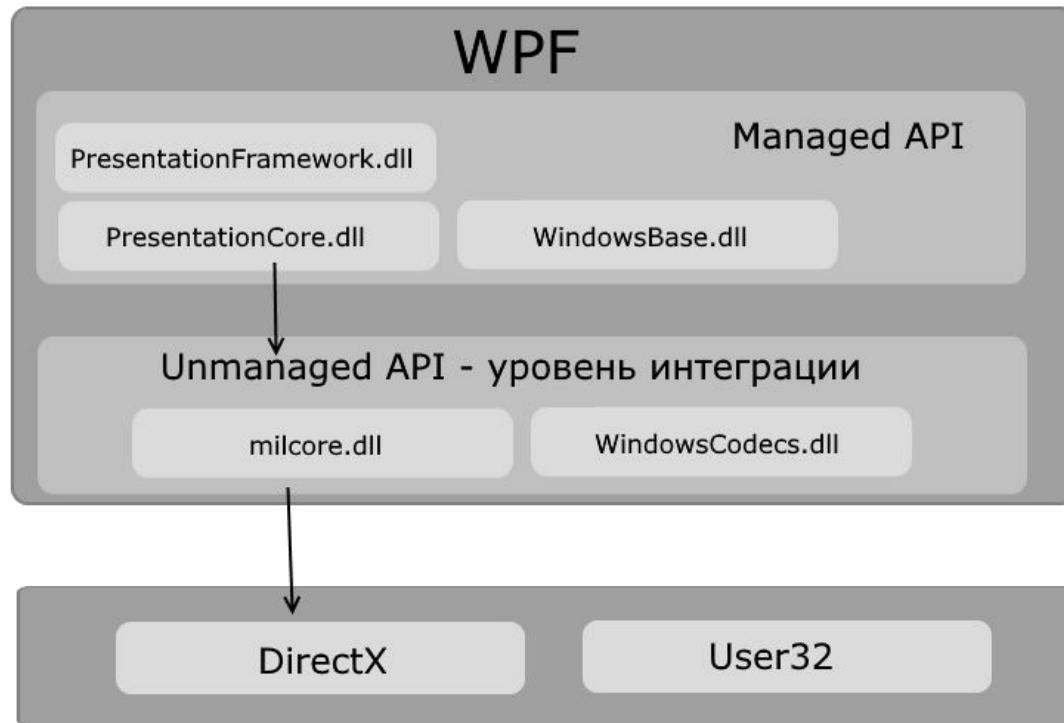 WPF
Managed API
PresentationFramework.dll
PresentationCore.dll
WindowsBase.dll
Unmanaged API - уровень интеграции
milcore.dll
WindowsCodecs.dll
DirectX
User32